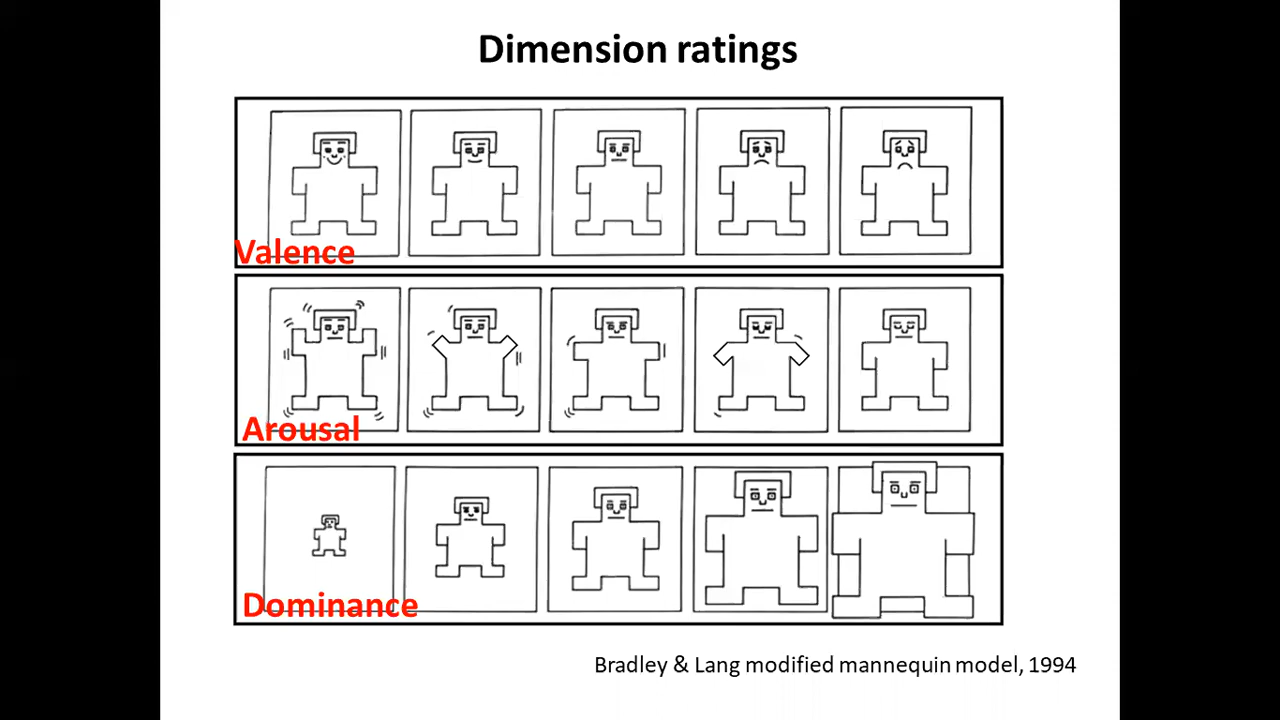 Dimension ratings
Valence
Arousal
Dominance
Bradley & Lang modified mannequin model, 1994